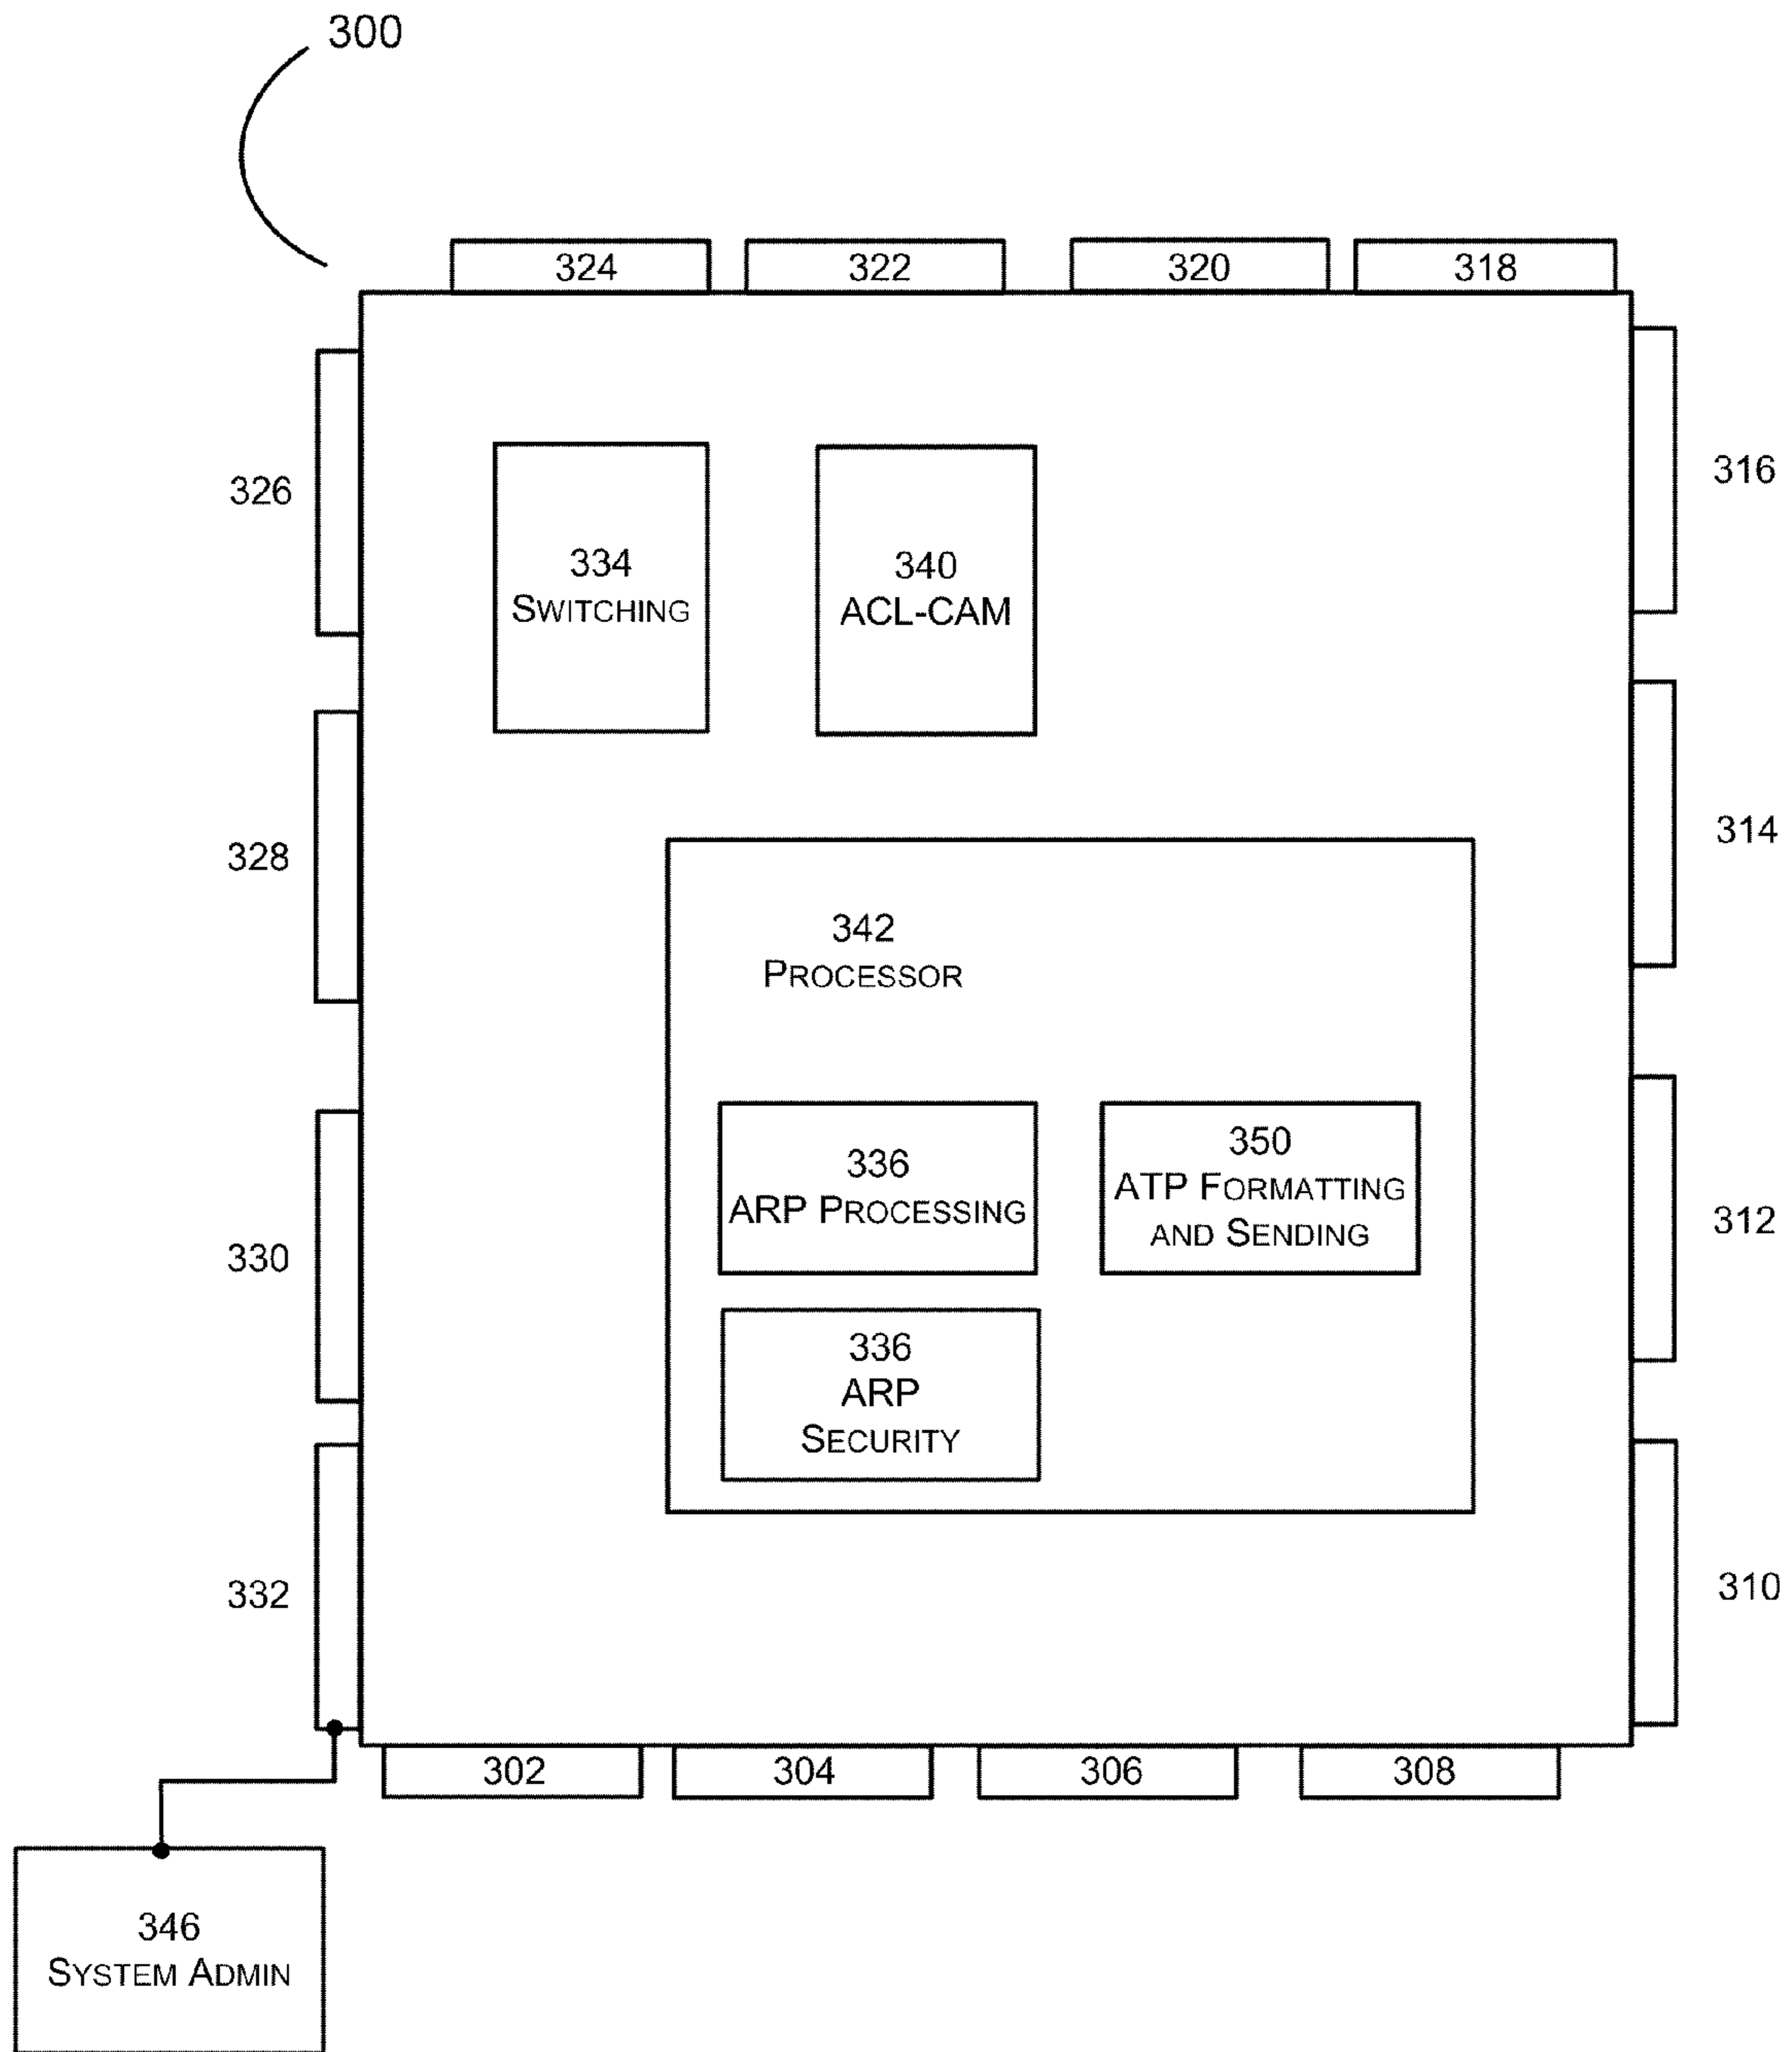 300
324
322
320
318
326
316
334
SWITCHING
340
ACL-CAM
328
314
342
PROCESSOR
336
ARP PROCESSING
350
ATP FORMATTING
AND SENDING
330
312
336
ARP
SECURITY
332
310
302
304
306
308
346
SYSTEM ADMIN